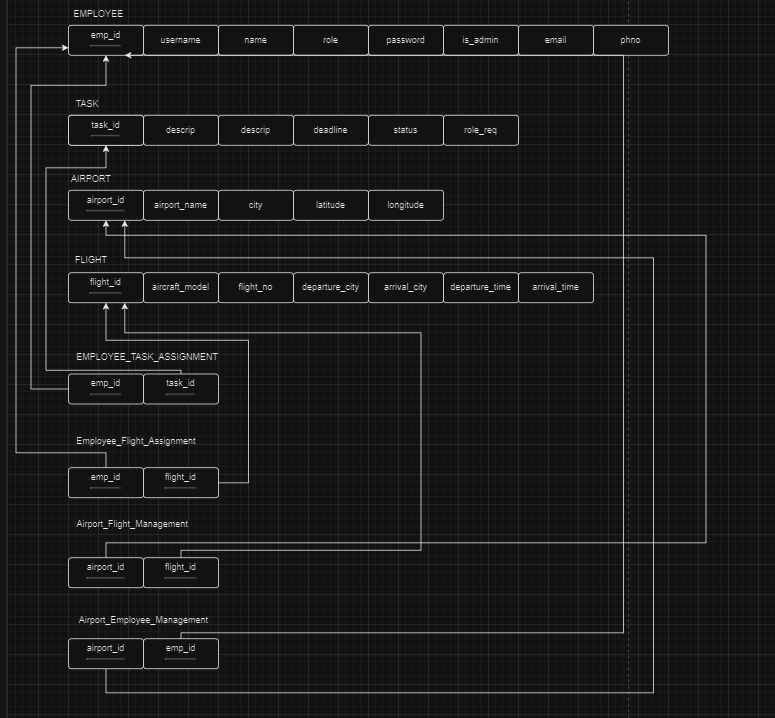 EMPLOYEE
emp_id username name role password is_admin email phno
TASK
task_id descrip descrip deadline status role_req
AIRPORT
airport_id airport_name city latitude longitude
FLIGHT
flight_id aircraft_model flight_no departure_city arrival_city departure_time arrival_time
EMPLOYEE_TASK_ASSIGNMENT
emp_id task_id
Employee_Flight_Assignment
emp_id flight_id
Airport_Flight_Management
airport_id flight_id
Airport_Employee_Management
airport_id emp_id